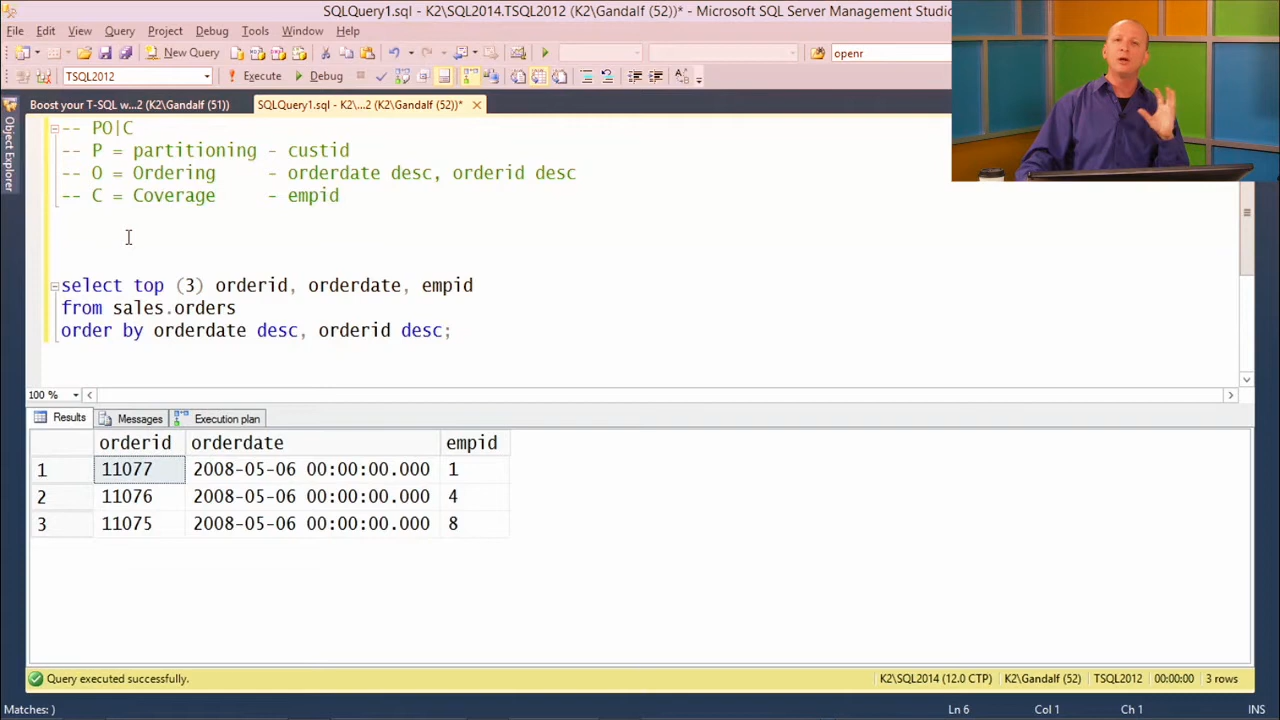 SQLQuery1.sql - K2\SQL2014.TSQL2012 (K2\Gandalf (52))* - Microsoft SQL Server Management Studio
File Edit View Query Project Debug Tools Window Help
New Query openr
TSQL2012 Execute Debug
Boost your T-SQL w...2 (K2\Gandalf (51)) SQLQuery1.sql - K2\...2 (K2\Gandalf (52))*
Object Explorer
-- PO|C
-- P = partitioning - custid
-- O = Ordering - orderdate desc, orderid desc
-- C = Coverage - empid
select top (3) orderid, orderdate, empid
from sales.orders
order by orderdate desc, orderid desc;
100 %
Results Messages Execution plan
orderid orderdate empid
1 11077 2008-05-06 00:00:00.000 1
2 11076 2008-05-06 00:00:00.000 4
3 11075 2008-05-06 00:00:00.000 8
Query executed successfully. K2\SQL2014 (12.0 CTP) K2\Gandalf (52) TSQL2012 00:00:00 3 rows
Matches: ) Ln 6 Col 1 Ch 1 INS